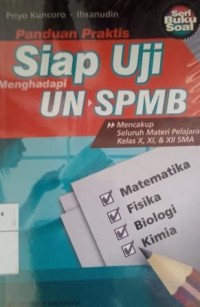 Priyo Kuncoro - Ihsanudin
Seri
Buku
Soal
Panduan Praktis
Siap Uji
Menghadapi
UN SPMB
Mencakup
Seluruh Materi Pelajaran
Kelas X, XI, & XII SMA
Matematika
Fisika
Biologi
Kimia